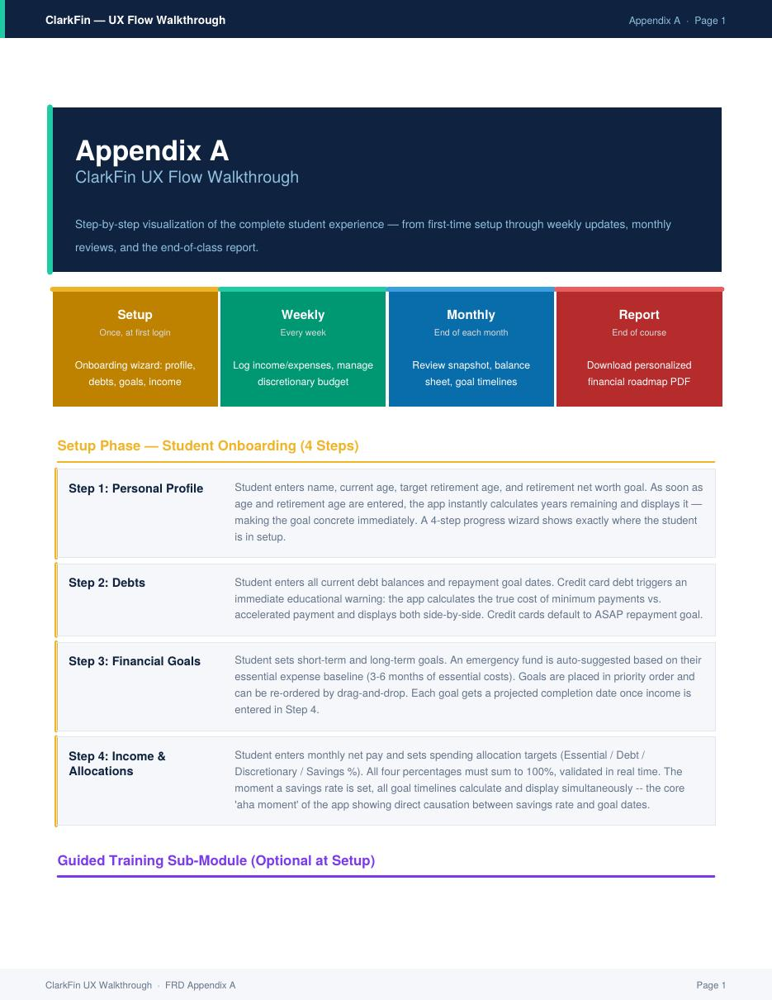 ClarkFin — UX Flow Walkthrough
Appendix A · Page 1
Appendix A
ClarkFin UX Flow Walkthrough
Step-by-step visualization of the complete student experience — from first-time setup through weekly updates, monthly
reviews, and the end-of-class report.
Setup
Once, at first login
Onboarding wizard: profile,
debts, goals, income
Weekly
Every week
Log income/expenses, manage
discretionary budget
Monthly
End of each month
Review snapshot, balance
sheet, goal timelines
Report
End of course
Download personalized
financial roadmap PDF
Setup Phase — Student Onboarding (4 Steps)
Step 1: Personal Profile
Student enters name, current age, target retirement age, and retirement net worth goal. As soon as
age and retirement age are entered, the app instantly calculates years remaining and displays it —
making the goal concrete immediately. A 4-step progress wizard shows exactly where the student
is in setup.
Step 2: Debts
Student enters all current debt balances and repayment goal dates. Credit card debt triggers an
immediate educational warning: the app calculates the true cost of minimum payments vs.
accelerated payment and displays both side-by-side. Credit cards default to ASAP repayment goal.
Step 3: Financial Goals
Student sets short-term and long-term goals. An emergency fund is auto-suggested based on their
essential expense baseline (3-6 months of essential costs). Goals are placed in priority order and
can be re-ordered by drag-and-drop. Each goal gets a projected completion date once income is
entered in Step 4.
Step 4: Income &
Allocations
Student enters monthly net pay and sets spending allocation targets (Essential / Debt /
Discretionary / Savings %). All four percentages must sum to 100%, validated in real time. The
moment a savings rate is set, all goal timelines calculate and display simultaneously -- the core
'aha moment' of the app showing direct causation between savings rate and goal dates.
Guided Training Sub-Module (Optional at Setup)
ClarkFin UX Walkthrough · FRD Appendix A
Page 1